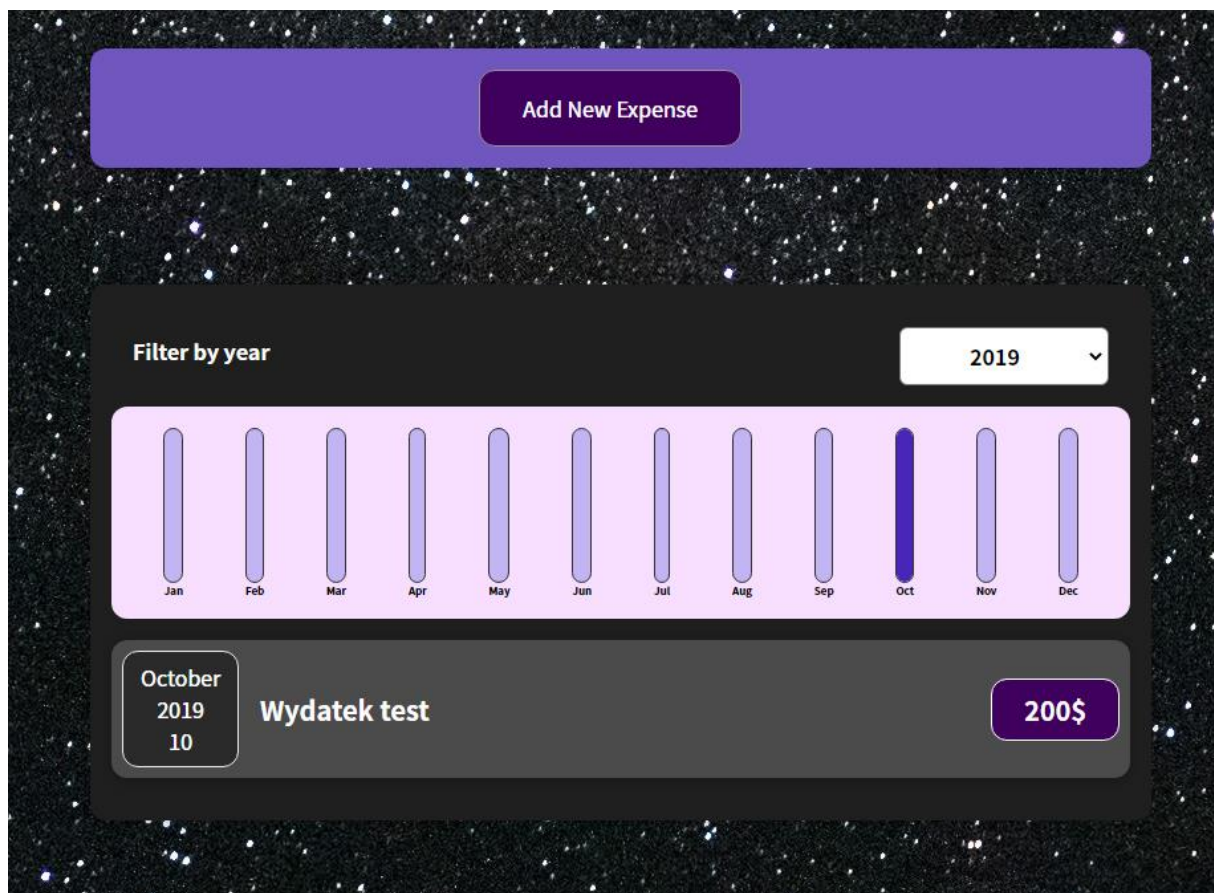 Add New Expense
Filter by year
2019
Jan Feb Mar Apr May Jun Jul Aug Sep Oct Nov Dec
October
2019
10
Wydatek test
200$